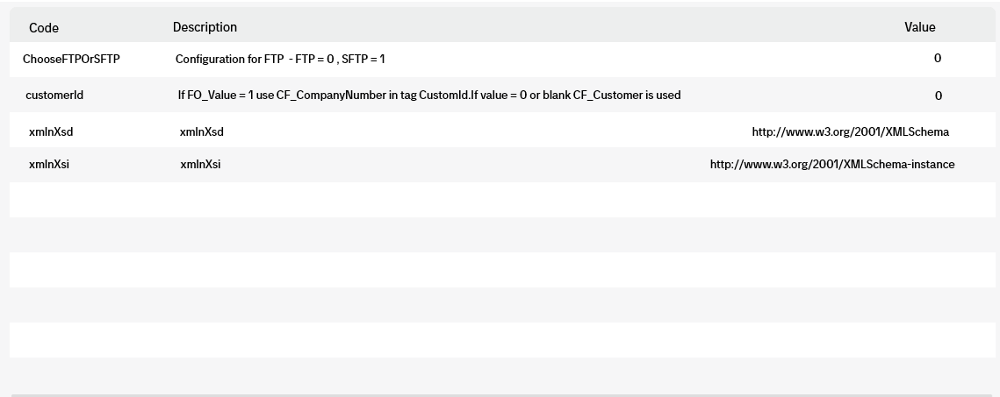 Code Description Value
ChooseFTPOrSFTP Configuration for FTP - FTP = 0 , SFTP = 1 0
customerId If FO_Value = 1 use CF_CompanyNumber in tag CustomId.If value = 0 or blank CF_Customer is used 0
xmlnXsd xmlnXsd http://www.w3.org/2001/XMLSchema
xmlnXsi xmlnXsi http://www.w3.org/2001/XMLSchema-instance